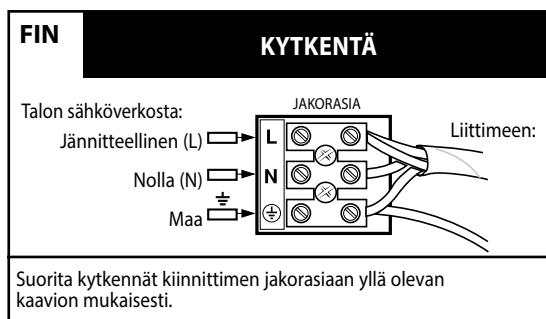 FIN
KYTKENTÄ
Talon sähköverkosta:
JAKORASIA
Liittimeen:
Jännitteellinen (L)
L
Nolla (N)
N
Maa
Suorita kytkennät kiinnittimen jakorasiaan yllä olevan
kaavion mukaisesti.